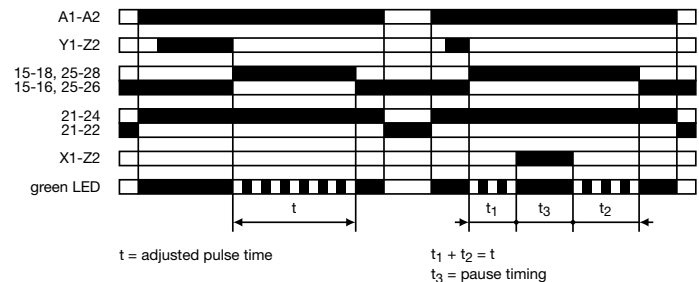 A1-A2
Y1-Z2
15-18, 25-28
15-16, 25-26
21-24
21-22
X1-Z2
green LED
t t1 t3 t2
t = adjusted pulse time
t1 + t2 = t
t3 = pause timing